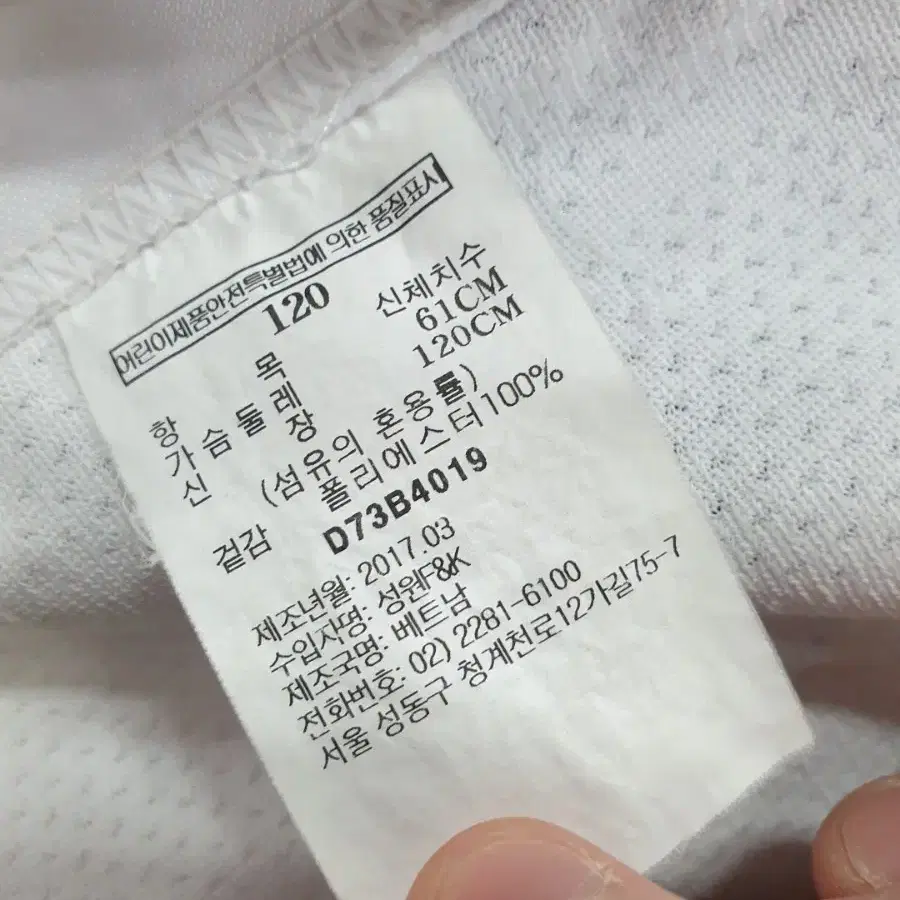 어린이제품안전특별법에 의한 품질표시
120
항 목 신체치수
가슴둘레 61CM
신 장 120CM
(섬유의 혼용률)
겉감 폴리에스터100%
D73B4019
제조년월: 2017.03
수입자명: 성원F&K
제조국명: 베트남
전화번호: 02) 2281-6100
서울 성동구 청계천로12가길75-7